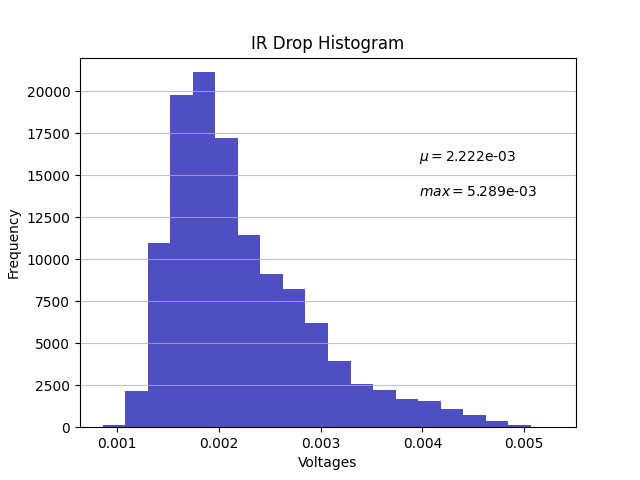 IR Drop Histogram
20000
17500
15000
12500
10000
7500
5000
2500
0
Frequency
μ = 2.222e-03
max = 5.289e-03
0.001
0.002
0.003
0.004
0.005
Voltages